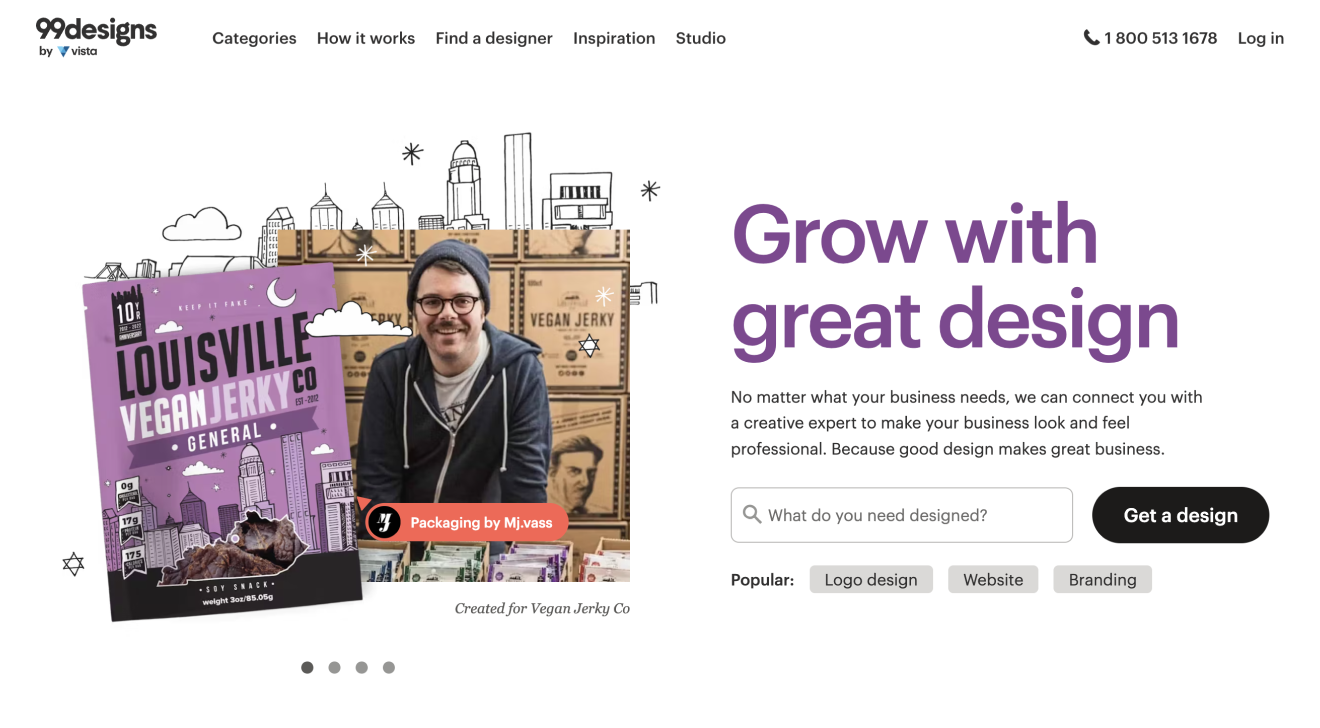 99designs
by vista
Categories
How it works
Find a designer
Inspiration
Studio
1 800 513 1678
Log in
KEEP IT FAKE
10 YR
2012 - 2022
ANNIVERSARY
LOUISVILLE
VEGAN JERKY CO
EST -2012
• GENERAL •
0g
17g
175
• SOY SNACK •
weight 3oz/85.05g
VEGAN JERKY
Packaging by Mj.vass
Created for Vegan Jerky Co
Grow with
great design
No matter what your business needs, we can connect you with
a creative expert to make your business look and feel
professional. Because good design makes great business.
What do you need designed?
Get a design
Popular:
Logo design
Website
Branding